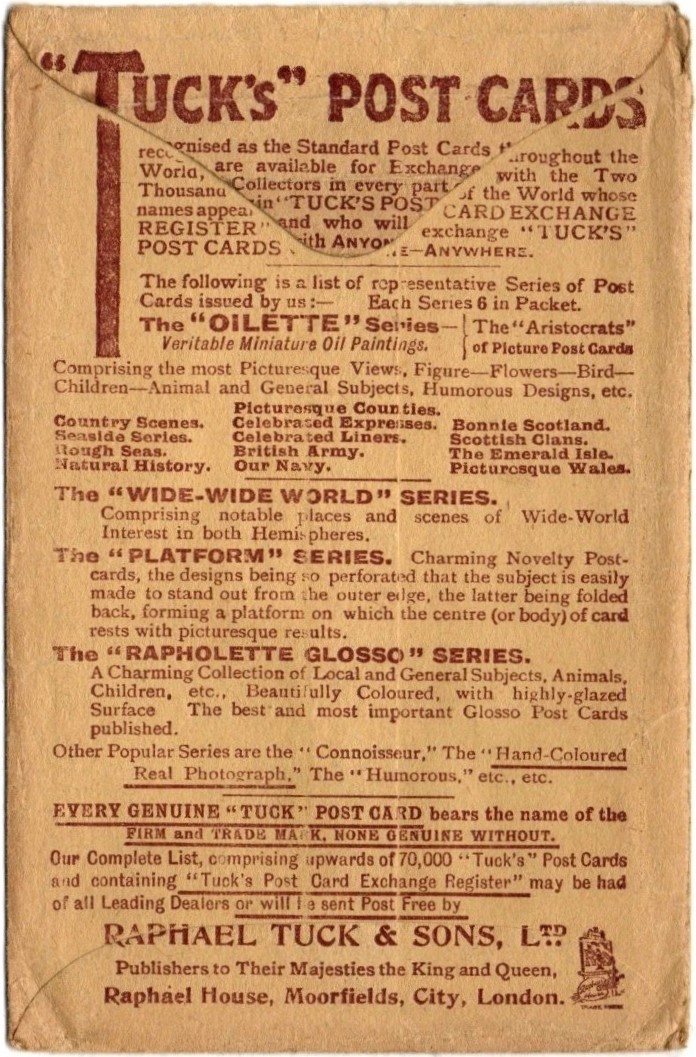 "TUCK'S" POST CARDS
recognised as the Standard Post Cards throughout the
World, are available for Exchange with the Two
Thousand Collectors in every part of the World whose
names appear in "TUCK'S POST CARD EXCHANGE
REGISTER" and who will exchange "TUCK'S"
POST CARDS with ANYONE—ANYWHERE.
The following is a list of representative Series of Post
Cards issued by us:— Each Series 6 in Packet.
The "OILETTE" Series— The "Aristocrats"
Veritable Miniature Oil Paintings. of Picture Post Cards
Comprising the most Picturesque Views, Figure—Flowers—Bird—
Children—Animal and General Subjects, Humorous Designs, etc.
Picturesque Counties.
Country Scenes. Celebrated Expresses. Bonnie Scotland.
Seaside Series. Celebrated Liners. Scottish Clans.
Rough Seas. British Army. The Emerald Isle.
Natural History. Our Navy. Picturesque Wales.
The "WIDE-WIDE WORLD" SERIES.
Comprising notable places and scenes of Wide-World
Interest in both Hemispheres.
The "PLATFORM" SERIES. Charming Novelty Post-
cards, the designs being so perforated that the subject is easily
made to stand out from the outer edge, the latter being folded
back, forming a platform on which the centre (or body) of card
rests with picturesque results.
The "RAPHOLETTE GLOSSO" SERIES.
A Charming Collection of Local and General Subjects, Animals,
Children, etc., Beautifully Coloured, with highly-glazed
Surface The best and most important Glosso Post Cards
published.
Other Popular Series are the "Connoisseur," The "Hand-Coloured
Real Photograph," The "Humorous," etc., etc.
EVERY GENUINE "TUCK" POST CARD bears the name of the
FIRM and TRADE MARK, NONE GENUINE WITHOUT.
Our Complete List, comprising upwards of 70,000 "Tuck's" Post Cards
and containing "Tuck's Post Card Exchange Register" may be had
of all Leading Dealers or will be sent Post Free by
RAPHAEL TUCK & SONS, LTD
Publishers to Their Majesties the King and Queen,
Raphael House, Moorfields, City, London.
TRADE MARK